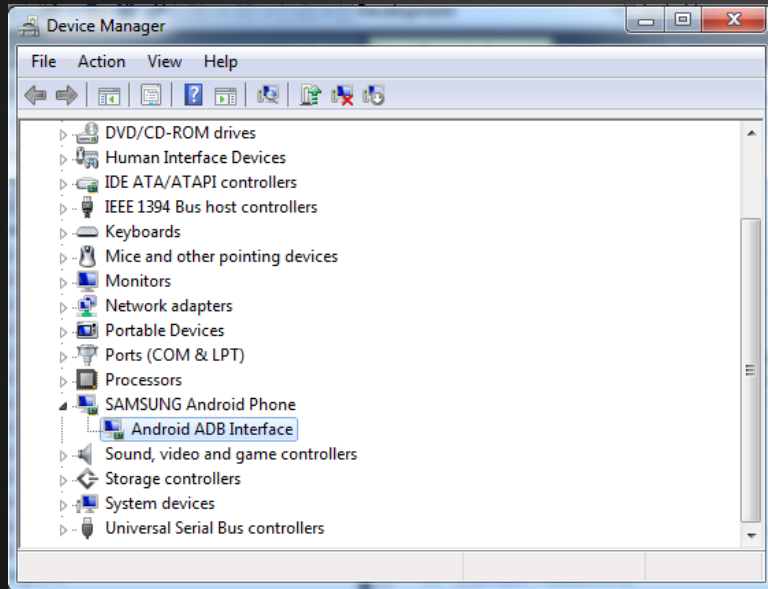 Device Manager
File Action View Help
DVD/CD-ROM drives
Human Interface Devices
IDE ATA/ATAPI controllers
IEEE 1394 Bus host controllers
Keyboards
Mice and other pointing devices
Monitors
Network adapters
Portable Devices
Ports (COM & LPT)
Processors
SAMSUNG Android Phone
Android ADB Interface
Sound, video and game controllers
Storage controllers
System devices
Universal Serial Bus controllers